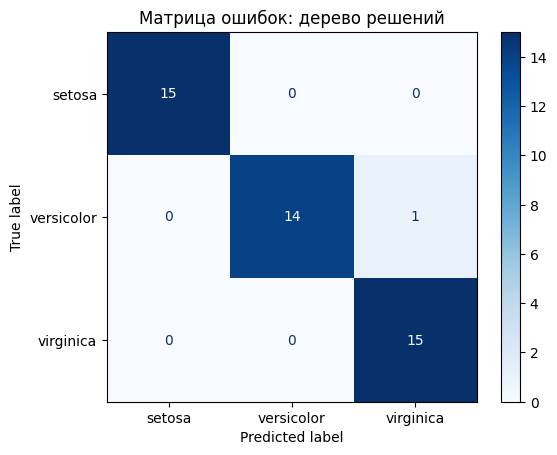 Матрица ошибок: дерево решений
True label
setosa
15 0 0
versicolor
0 14 1
virginica
0 0 15
setosa versicolor virginica
Predicted label
14
12
10
8
6
4
2
0